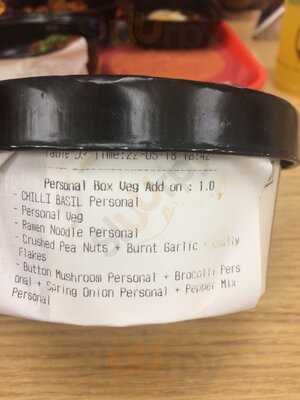 Table 5. Time:22-05-18 18:42
Personal Box Veg Add on : 1.0
- CHILLI BASIL Personal
- Personal Veg
- Ramen Noodle Personal
- Crushed Pea Nuts + Burnt Garlic
Flakes
- Button Mushroom Personal + Brocolli Pers
onal + Spring Onion Personal + Pepper Mix
Personal